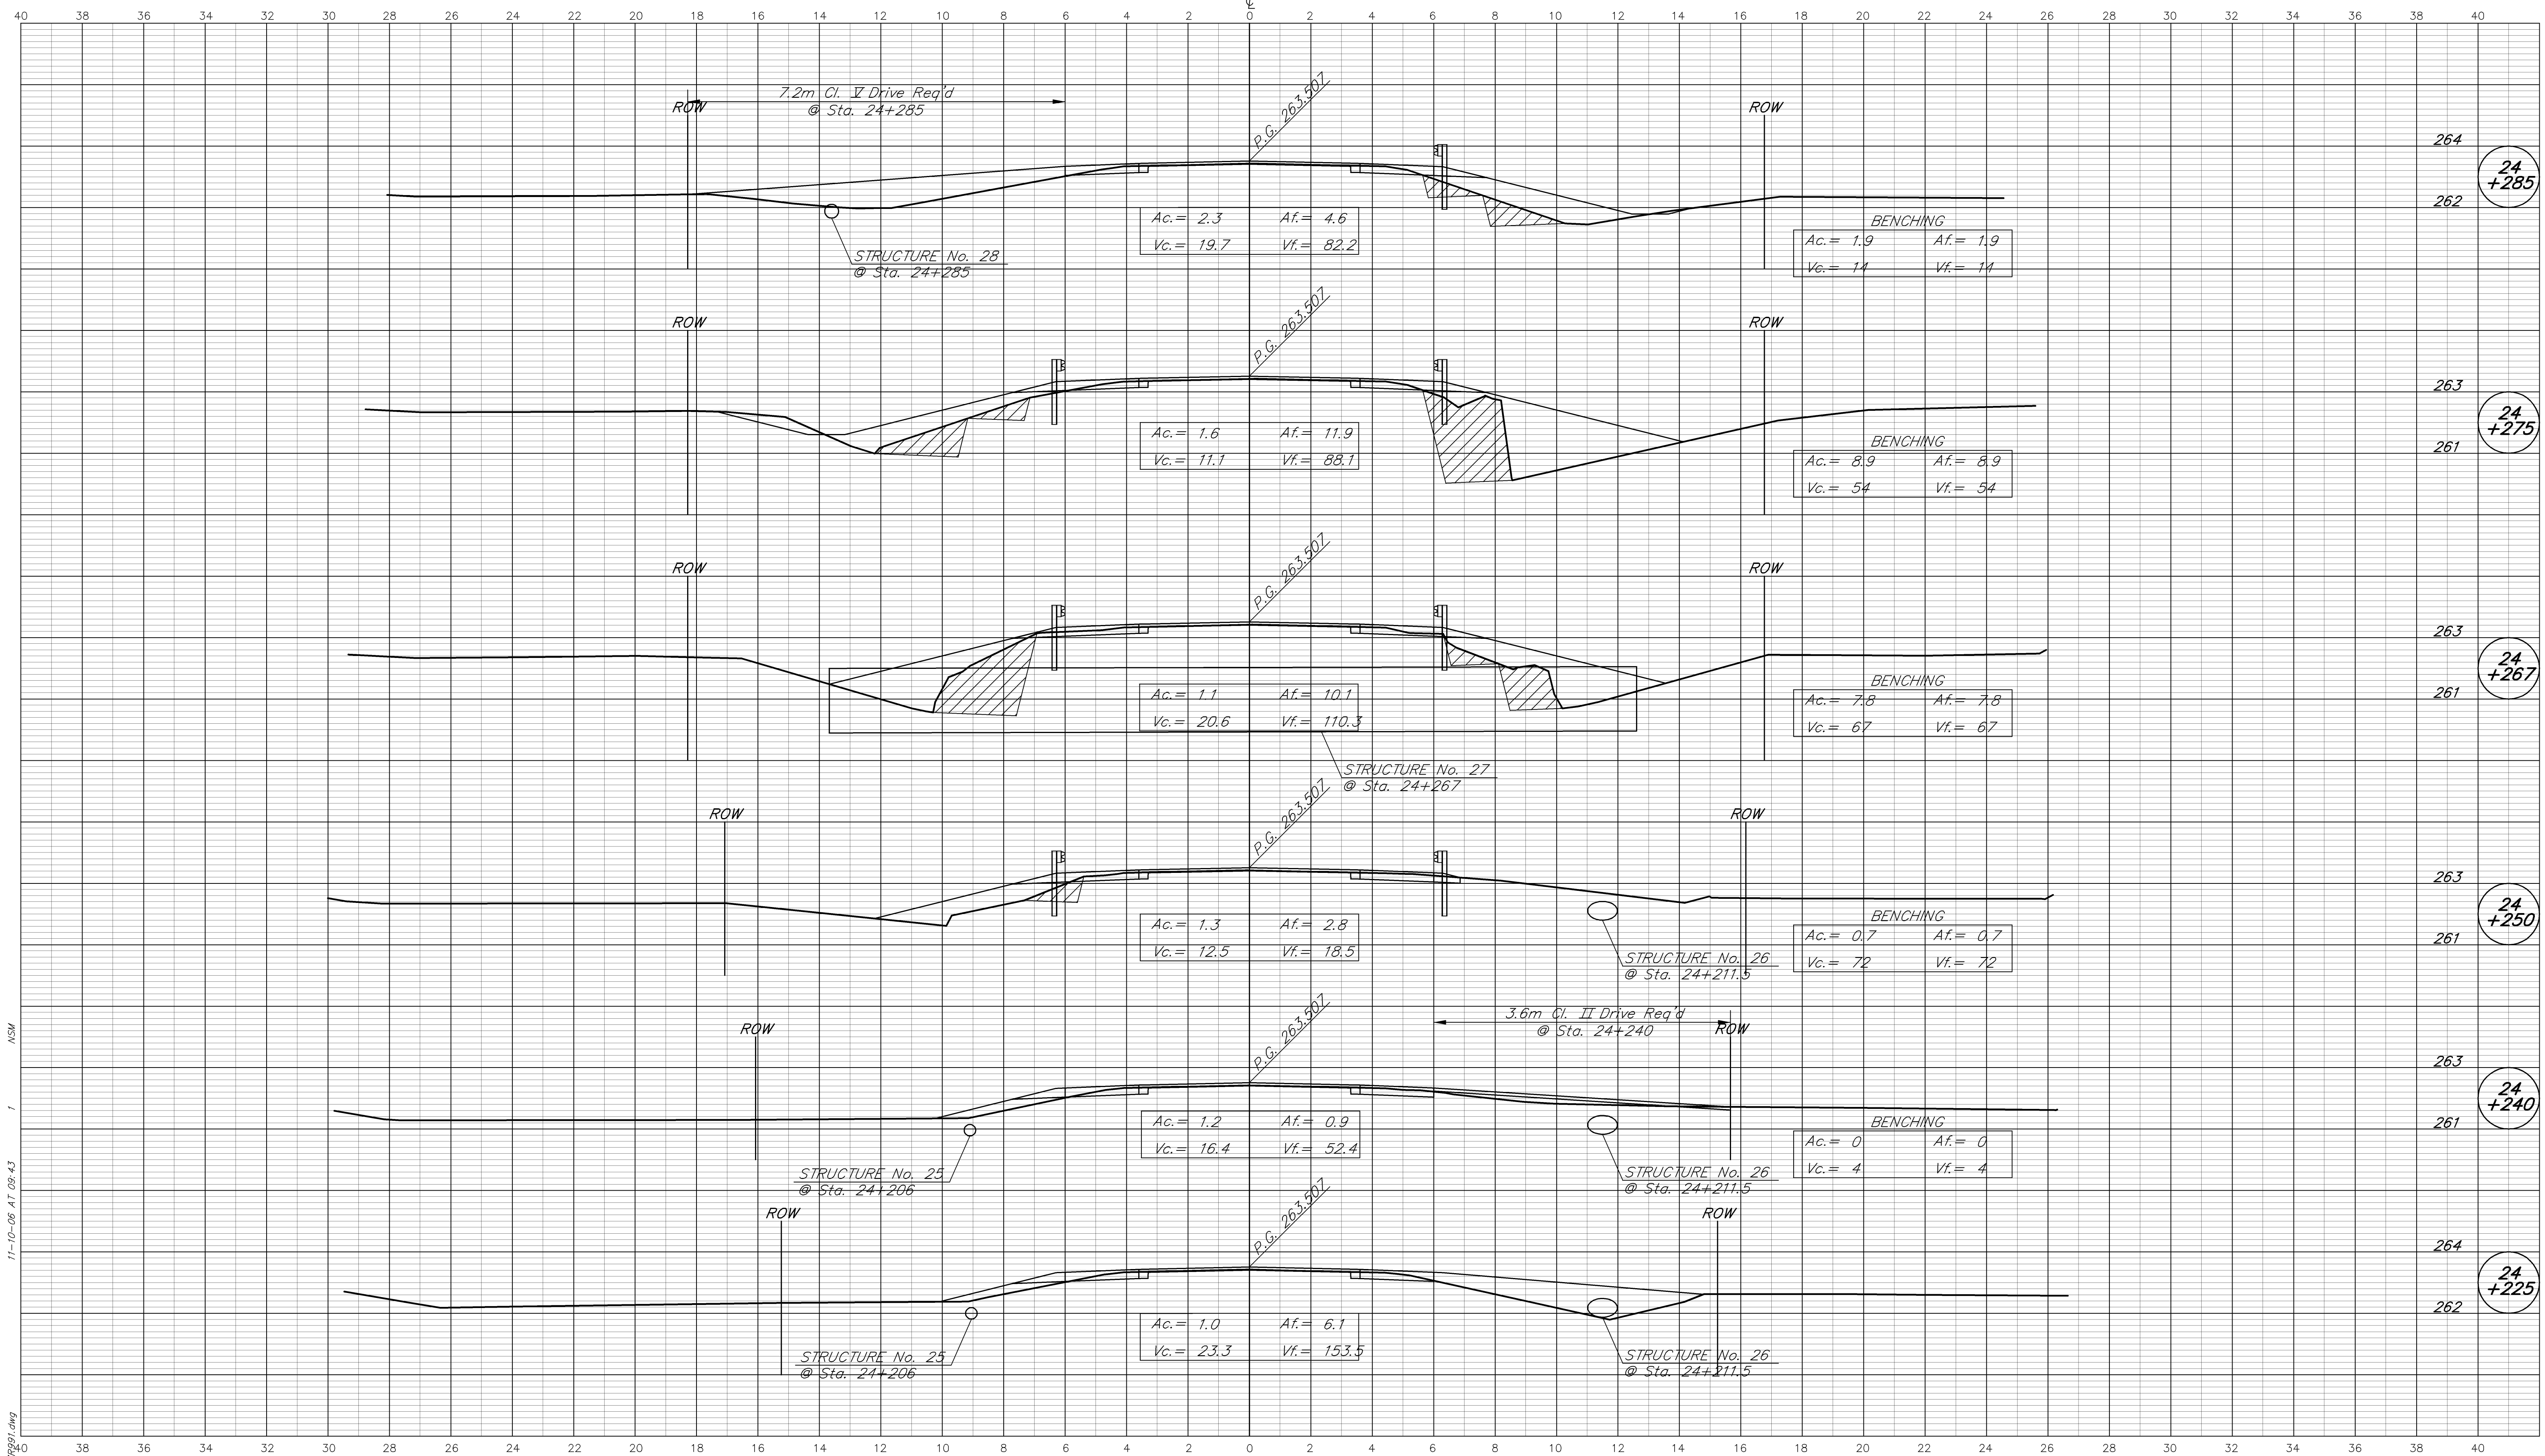 40 38 36 34 32 30 28 26 24 22 20 18 16 14 12 10 8 6 4 2 0 2 4 6 8 10 12 14 16 18 20 22 24 26 28 30 32 34 36 38 40
℄
7.2m Cl. V Drive Req'd
@ Sta. 24+285
ROW
P.G. 263.507
ROW
264
24
+285
262
Ac.= 2.3 Af.= 4.6
Vc.= 19.7 Vf.= 82.2
STRUCTURE No. 28
@ Sta. 24+285
BENCHING
Ac.= 1.9 Af.= 1.9
Vc.= 14 Vf.= 14
ROW
P.G. 263.507
ROW
263
24
+275
261
Ac.= 1.6 Af.= 11.9
Vc.= 11.1 Vf.= 88.1
BENCHING
Ac.= 8.9 Af.= 8.9
Vc.= 54 Vf.= 54
ROW
P.G. 263.507
ROW
263
24
+267
261
Ac.= 1.1 Af.= 10.1
Vc.= 20.6 Vf.= 110.3
BENCHING
Ac.= 7.8 Af.= 7.8
Vc.= 67 Vf.= 67
STRUCTURE No. 27
@ Sta. 24+267
ROW
P.G. 263.507
ROW
263
24
+250
261
Ac.= 1.3 Af.= 2.8
Vc.= 12.5 Vf.= 18.5
STRUCTURE No. 26
@ Sta. 24+211.5
BENCHING
Ac.= 0.7 Af.= 0.7
Vc.= 72 Vf.= 72
3.6m Cl. II Drive Req'd
@ Sta. 24+240
ROW
P.G. 263.507
ROW
263
24
+240
261
Ac.= 1.2 Af.= 0.9
Vc.= 16.4 Vf.= 52.4
STRUCTURE No. 25
@ Sta. 24+206
STRUCTURE No. 26
@ Sta. 24+211.5
BENCHING
Ac.= 0 Af.= 0
Vc.= 4 Vf.= 4
ROW
P.G. 263.507
ROW
264
24
+225
262
Ac.= 1.0 Af.= 6.1
Vc.= 23.3 Vf.= 153.5
STRUCTURE No. 25
@ Sta. 24+206
STRUCTURE No. 26
@ Sta. 24+211.5
11-10-06 AT 09:43 1 NSM
40 38 36 34 32 30 28 26 24 22 20 18 16 14 12 10 8 6 4 2 0 2 4 6 8 10 12 14 16 18 20 22 24 26 28 30 32 34 36 38 40